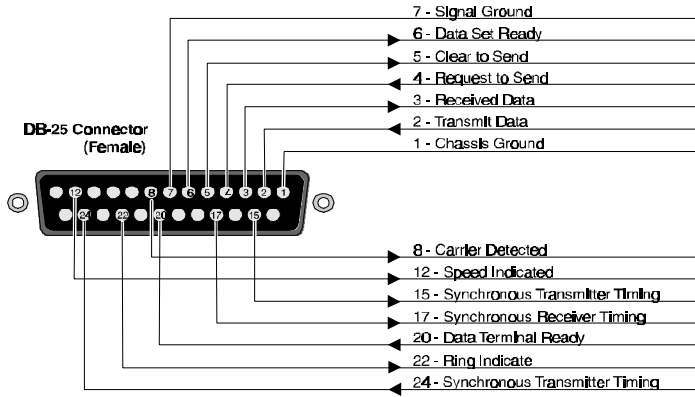 7 - Signal Ground
6 - Data Set Ready
5 - Clear to Send
4 - Request to Send
3 - Received Data
2 - Transmit Data
1 - Chassis Ground
DB-25 Connector
(Female)
12 8 7 6 5 4 3 2 1
24 22 20 17 15
8 - Carrier Detected
12 - Speed Indicated
15 - Synchronous Transmitter Timing
17 - Synchronous Receiver Timing
20 - Data Terminal Ready
22 - Ring Indicate
24 - Synchronous Transmitter Timing